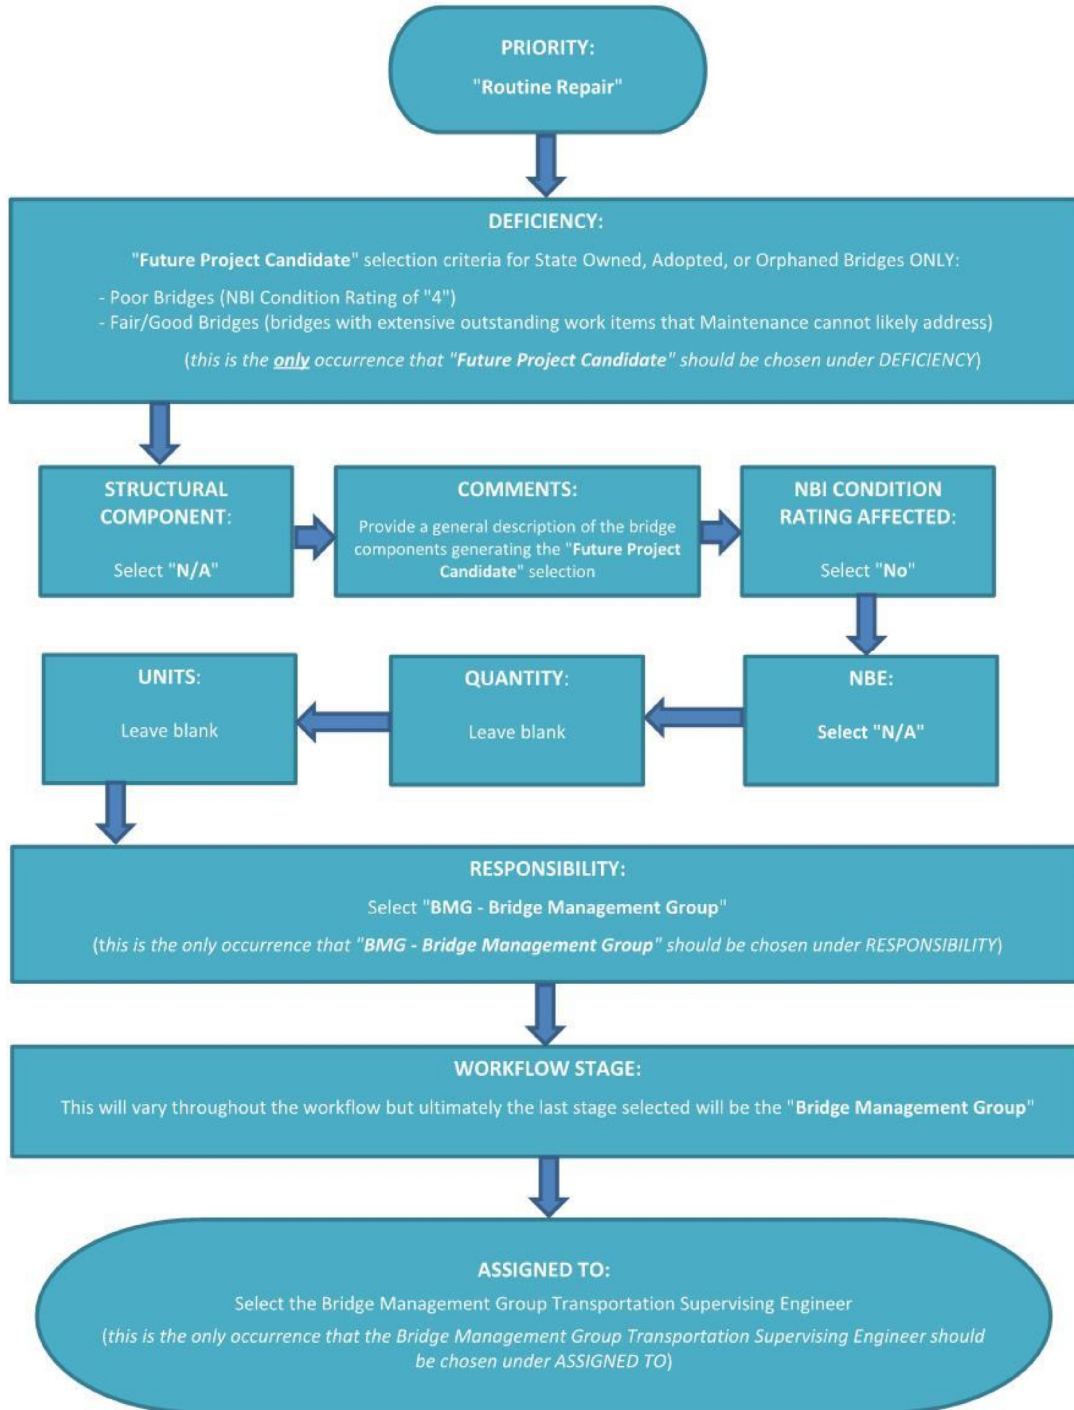 PRIORITY:
"Routine Repair"
DEFICIENCY:
"Future Project Candidate" selection criteria for State Owned, Adopted, or Orphaned Bridges ONLY:
- Poor Bridges (NBI Condition Rating of "4")
- Fair/Good Bridges (bridges with extensive outstanding work items that Maintenance cannot likely address)
(this is the only occurrence that "Future Project Candidate" should be chosen under DEFICIENCY)
STRUCTURAL
COMPONENT:
Select "N/A"
COMMENTS:
Provide a general description of the bridge
components generating the "Future Project
Candidate" selection
NBI CONDITION
RATING AFFECTED:
Select "No"
NBE:
Select "N/A"
QUANTITY:
Leave blank
UNITS:
Leave blank
RESPONSIBILITY:
Select "BMG - Bridge Management Group"
(this is the only occurrence that "BMG - Bridge Management Group" should be chosen under RESPONSIBILITY)
WORKFLOW STAGE:
This will vary throughout the workflow but ultimately the last stage selected will be the "Bridge Management Group"
ASSIGNED TO:
Select the Bridge Management Group Transportation Supervising Engineer
(this is the only occurrence that the Bridge Management Group Transportation Supervising Engineer should
be chosen under ASSIGNED TO)